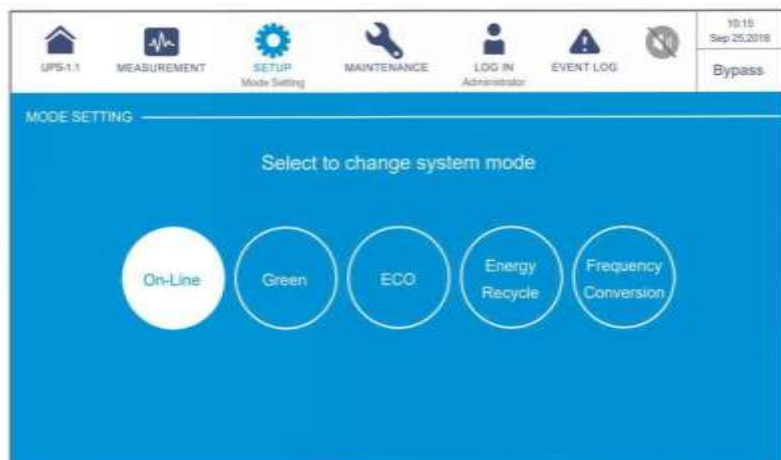 UPS-1.1
MEASUREMENT
SETUP
Mode Setting
MAINTENANCE
LOG IN
Administrator
EVENT LOG
10:15
Sep 25,2018
Bypass
MODE SETTING
Select to change system mode
On-Line
Green
ECO
Energy
Recycle
Frequency
Conversion